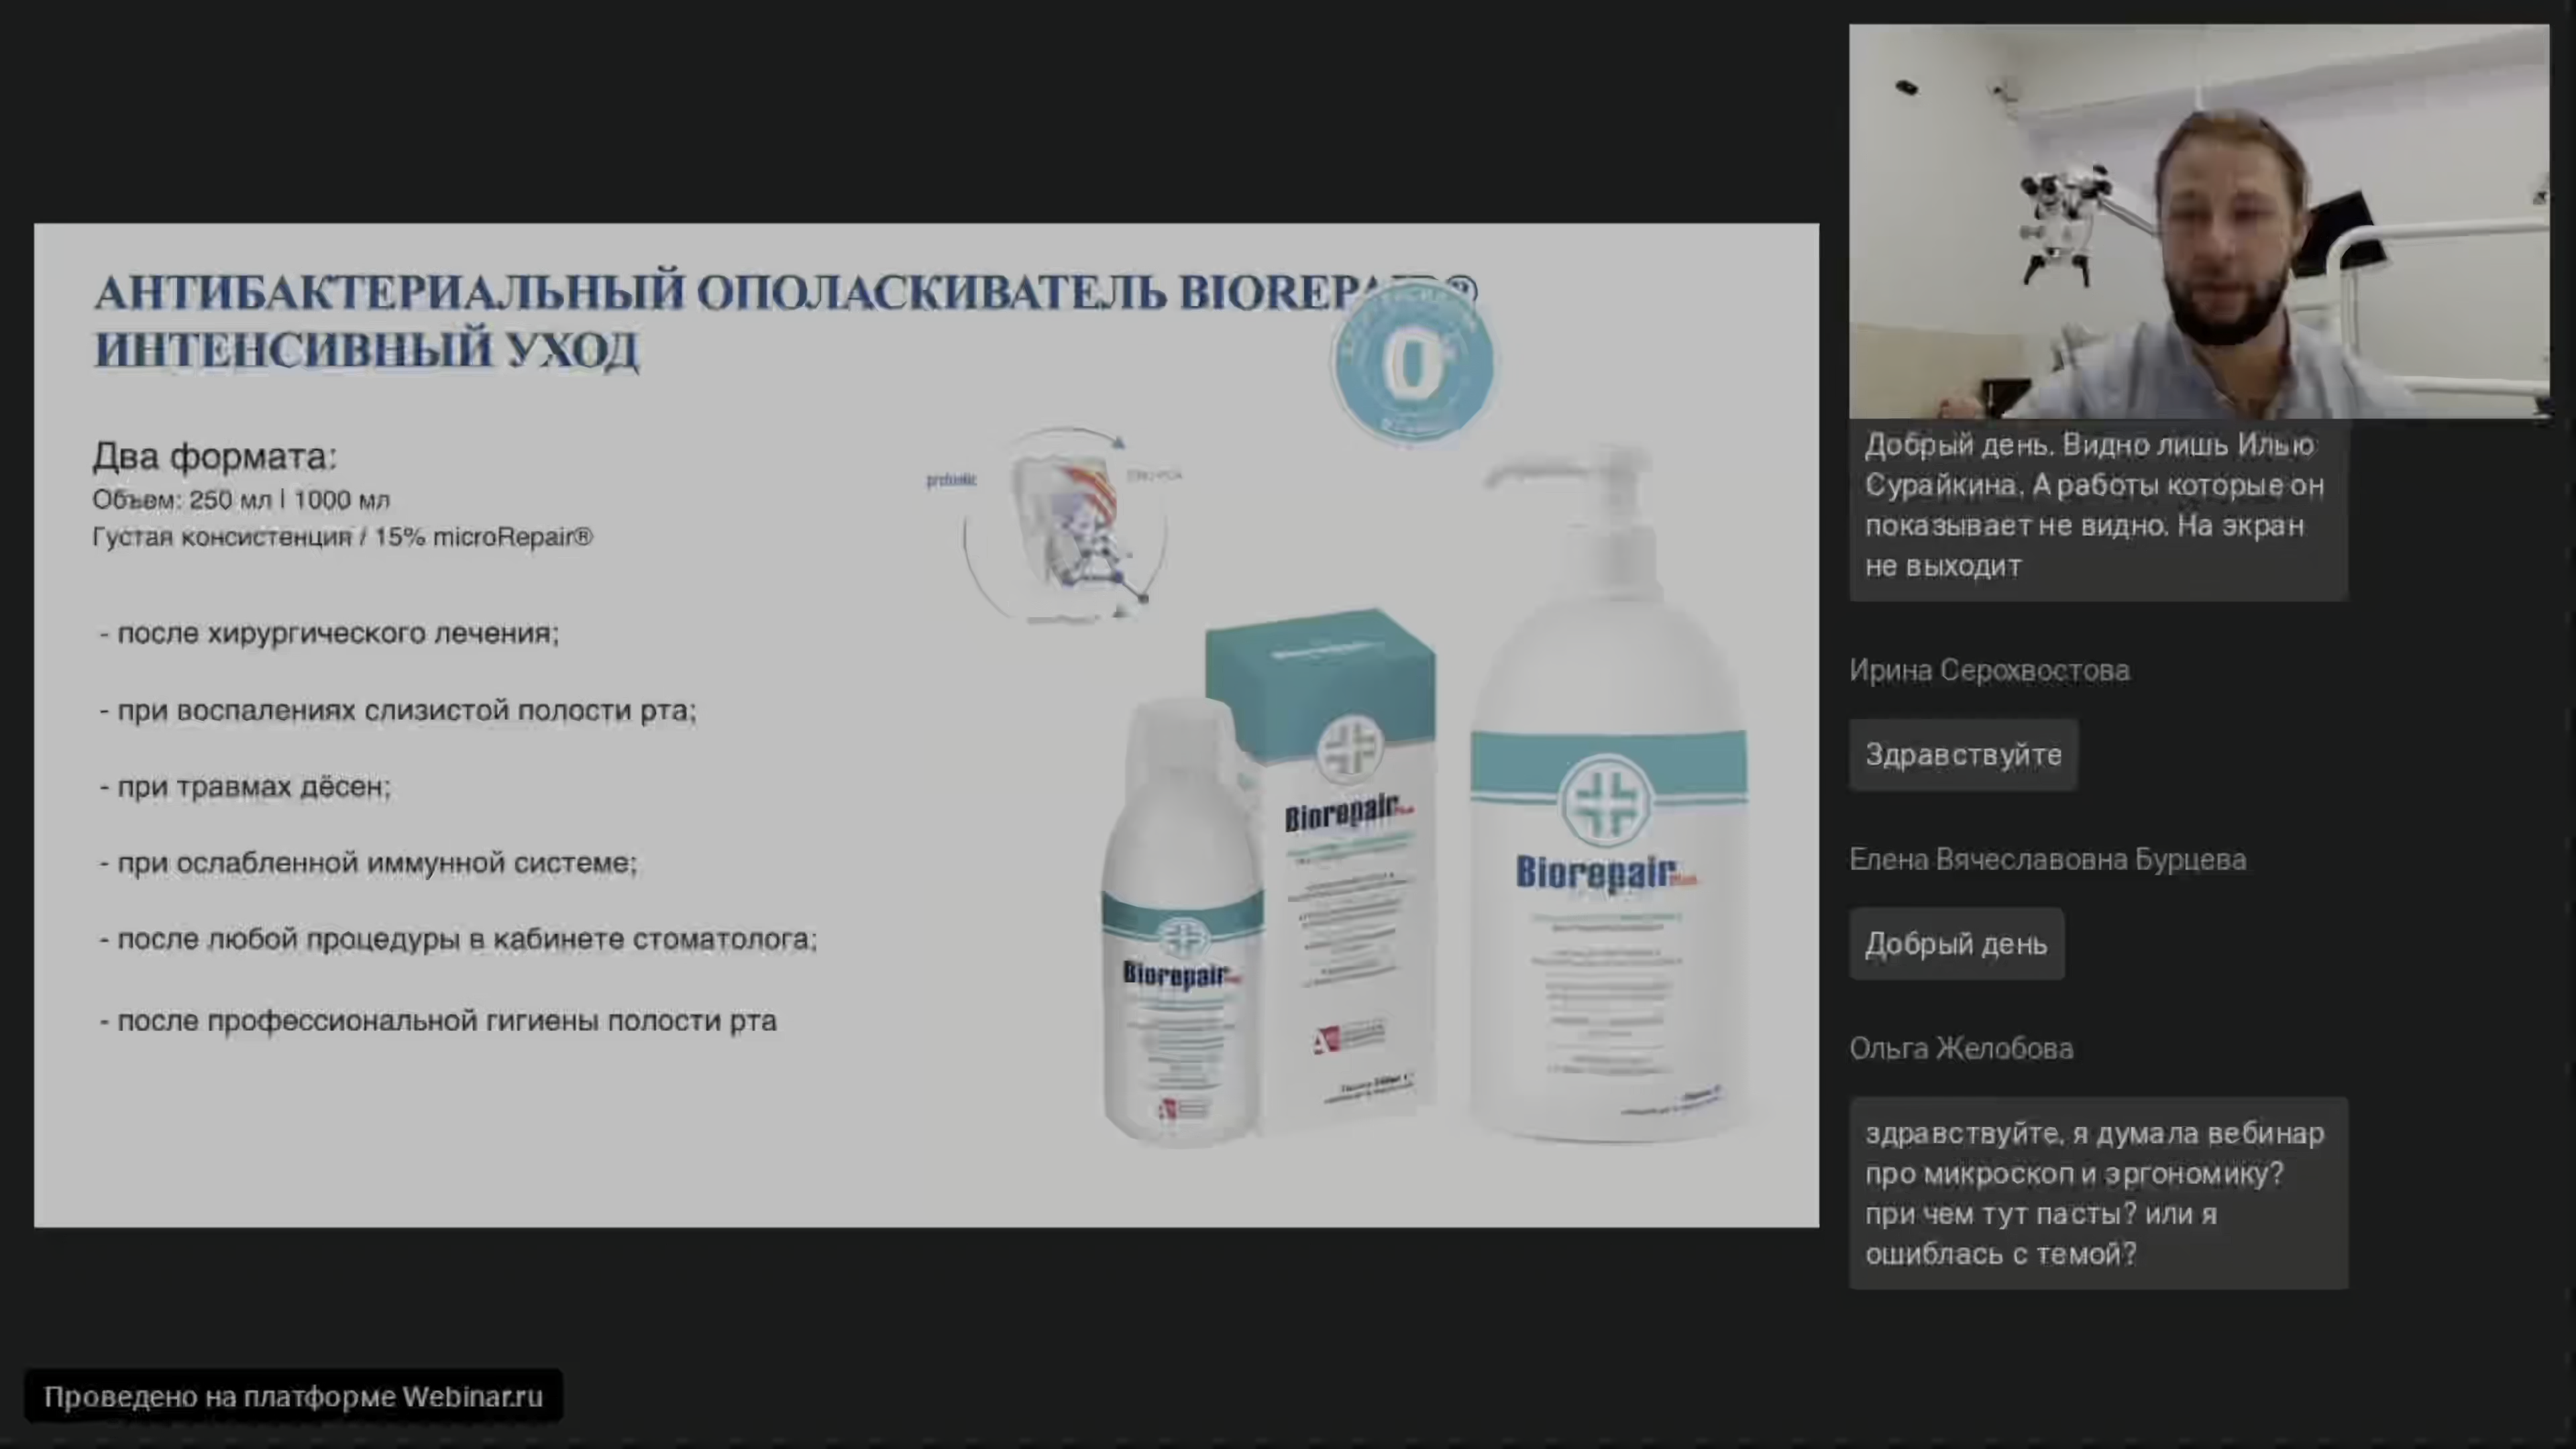 АНТИБАКТЕРИАЛЬНЫЙ ОПОЛАСКИВАТЕЛЬ BIOREPAIR®
ИНТЕНСИВНЫЙ УХОД
Два формата:
Объем: 250 мл | 1000 мл
Густая консистенция / 15% microRepair®
- после хирургического лечения;
- при воспалениях слизистой полости рта;
- при травмах дёсен;
- при ослабленной иммунной системе;
- после любой процедуры в кабинете стоматолога;
- после профессиональной гигиены полости рта
0
Biorepair Plus
Biorepair
Biorepair
Добрый день. Видно лишь Илью
Сурайкина. А работы которые он
показывает не видно. На экран
не выходит
Ирина Серохвостова
Здравствуйте
Елена Вячеславовна Бурцева
Добрый день
Ольга Желобова
здравствуйте, я думала вебинар
про микроскоп и эргономику?
при чем тут пасты? или я
ошиблась с темой?
Проведено на платформе Webinar.ru